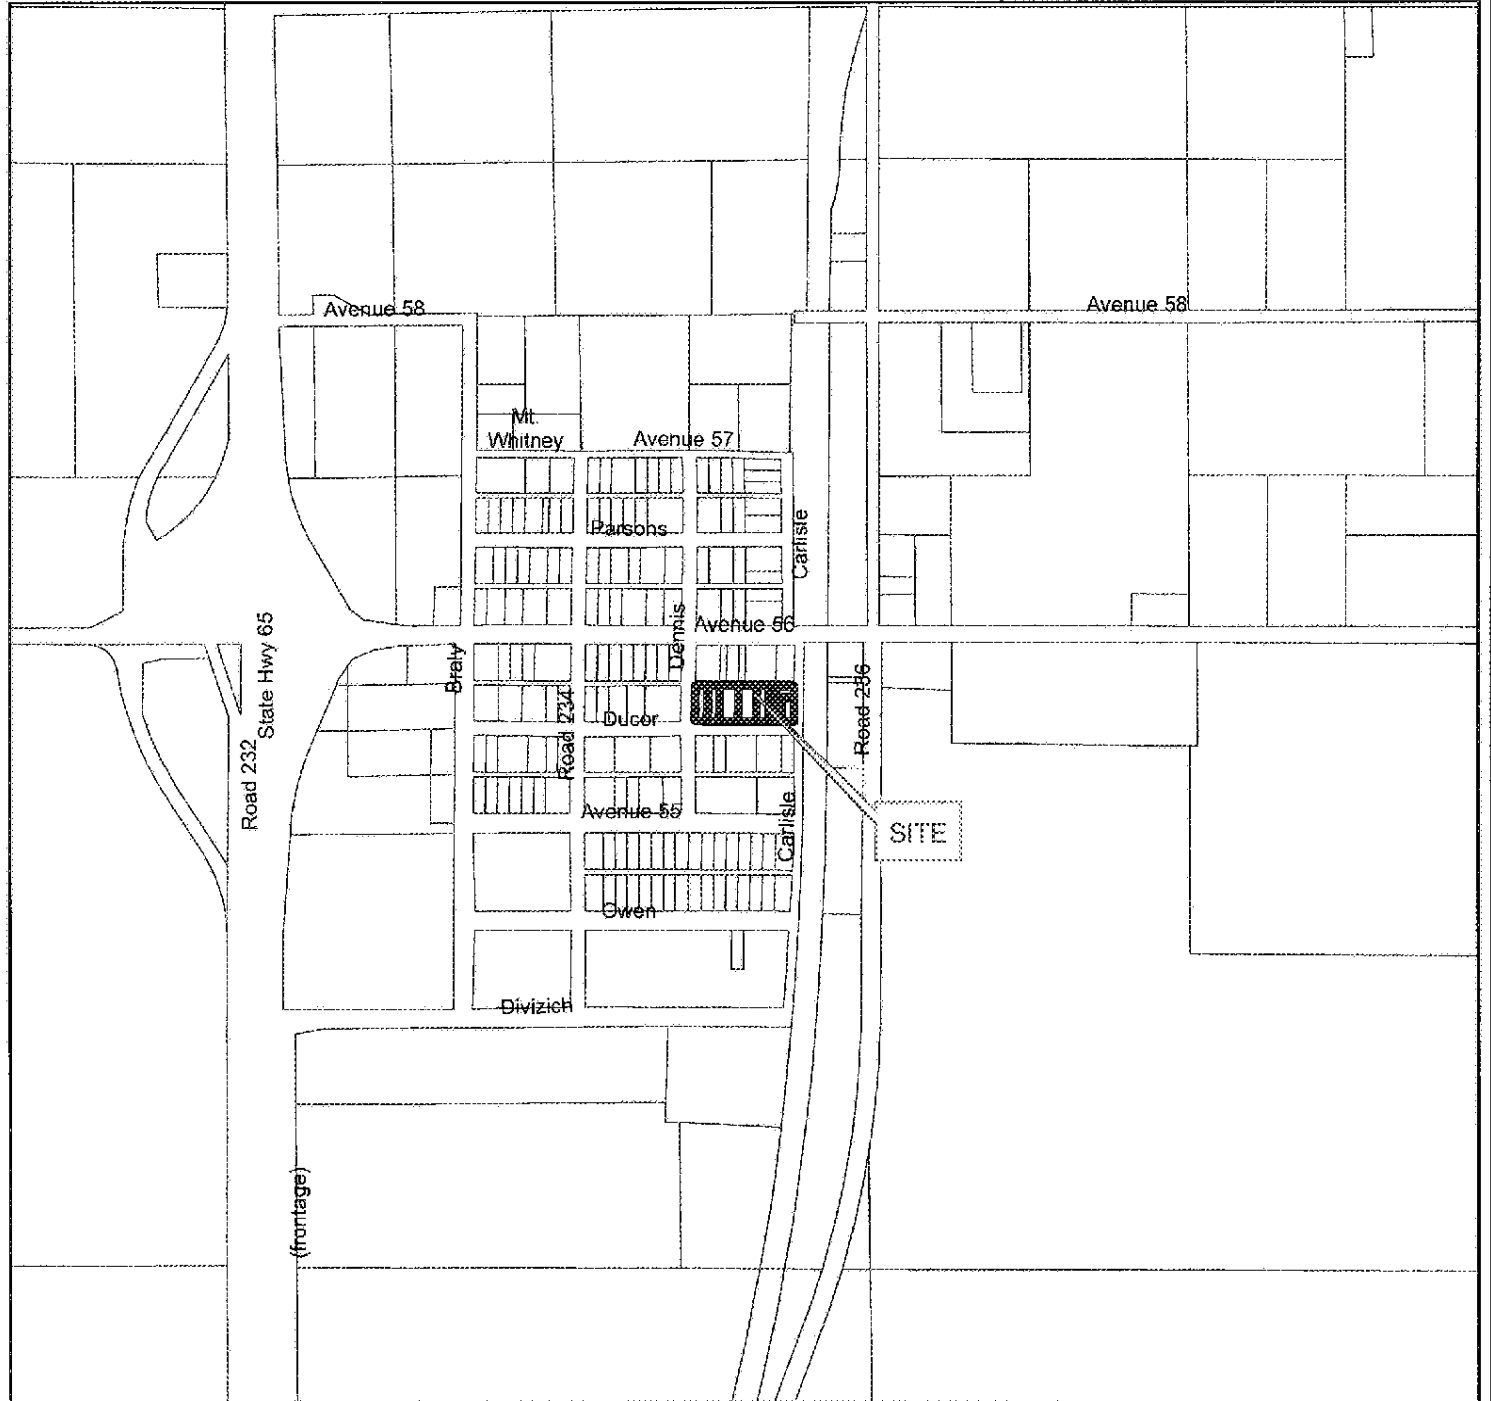 Avenue 58
Avenue 58
Mt.
Whitney
Avenue 57
Parsons
Carlisle
Dennis
Avenue 56
State Hwy 65
Braly
Road 234
Ducor
Road 236
Road 232
Avenue 55
Carlisle
SITE
Owen
Divizich
(frontage)